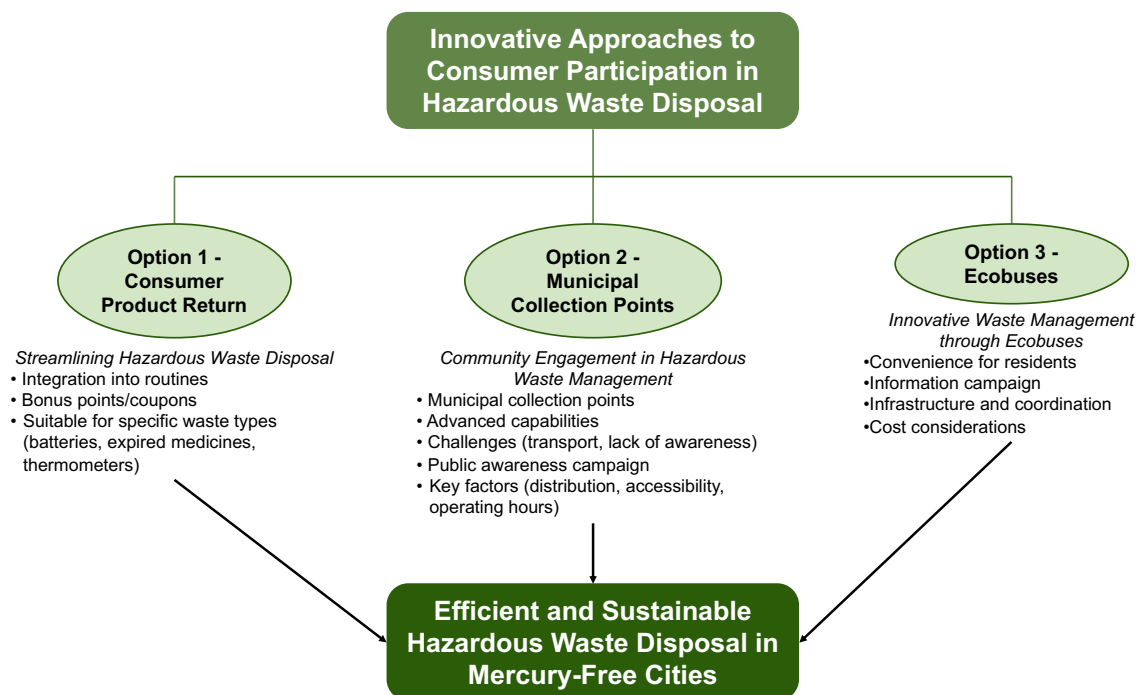 Innovative Approaches to
Consumer Participation in
Hazardous Waste Disposal
Option 1 -
Consumer
Product Return
Streamlining Hazardous Waste Disposal
• Integration into routines
• Bonus points/coupons
• Suitable for specific waste types
(batteries, expired medicines,
thermometers)
Option 2 -
Municipal
Collection Points
Community Engagement in Hazardous
Waste Management
• Municipal collection points
• Advanced capabilities
• Challenges (transport, lack of awareness)
• Public awareness campaign
• Key factors (distribution, accessibility,
operating hours)
Option 3 -
Ecobuses
Innovative Waste Management
through Ecobuses
•Convenience for residents
•Information campaign
•Infrastructure and coordination
•Cost considerations
Efficient and Sustainable
Hazardous Waste Disposal in
Mercury-Free Cities